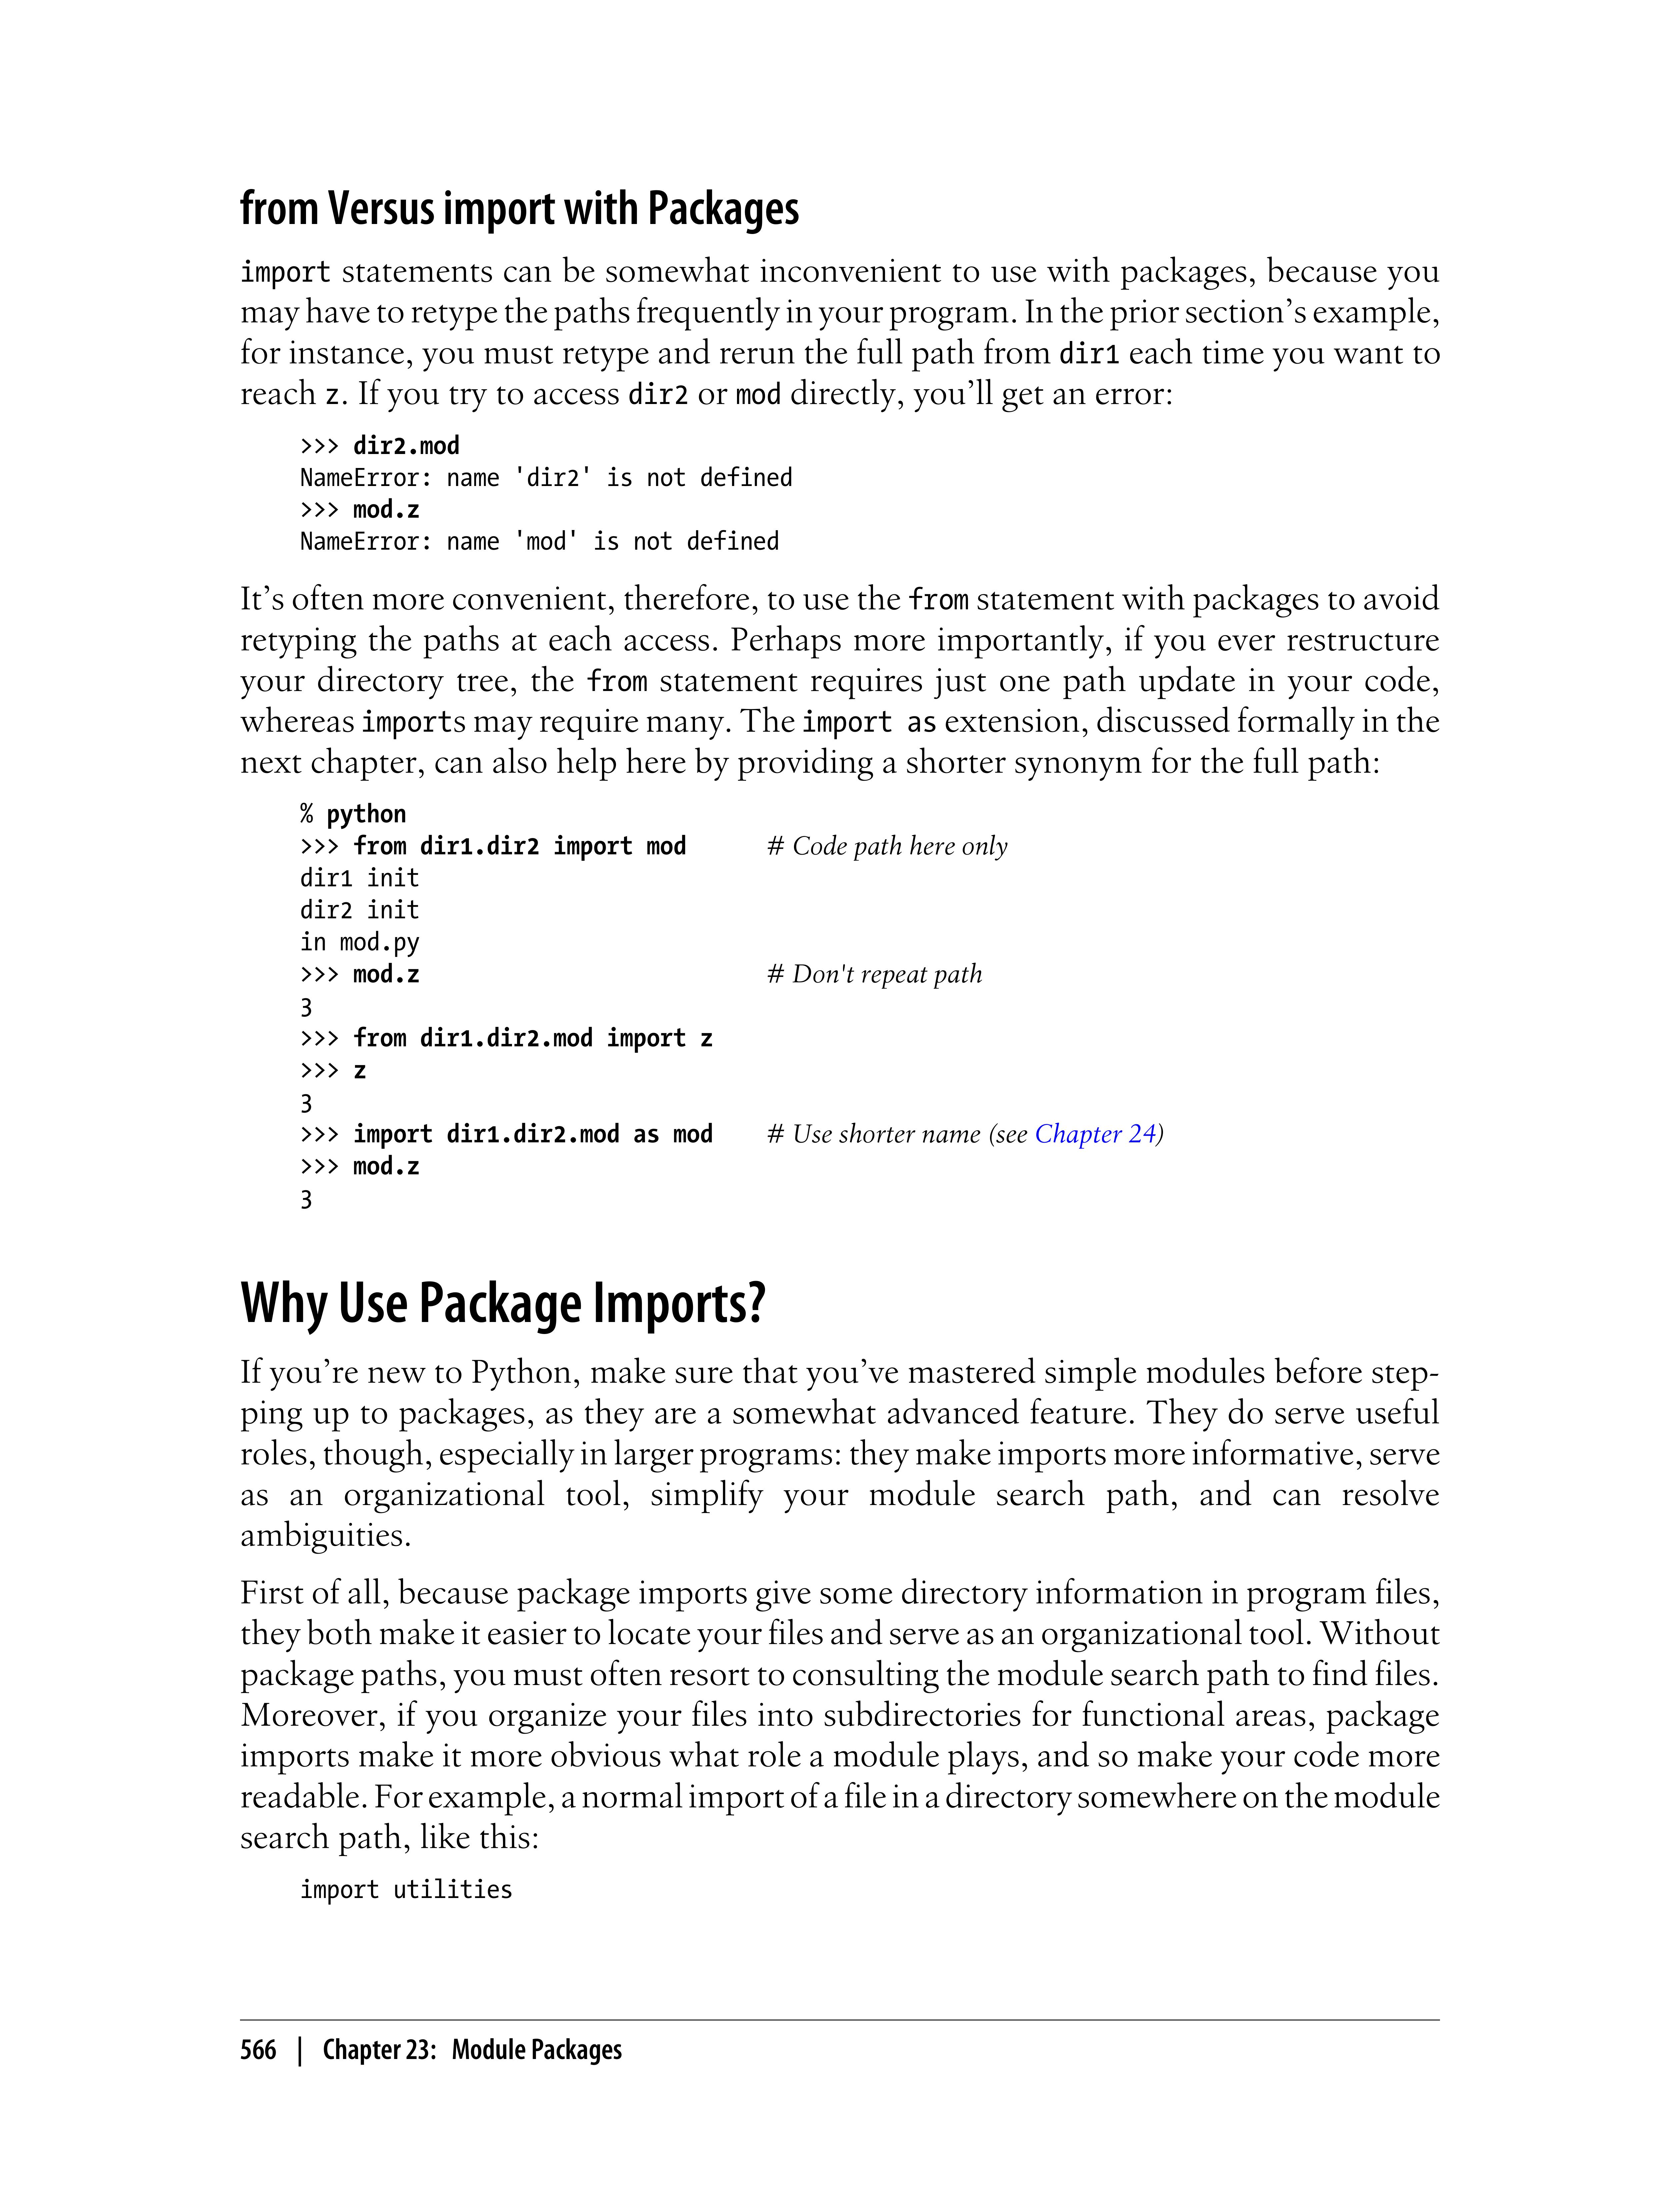 from Versus import with Packages
import statements can be somewhat inconvenient to use with packages, because you
may have to retype the paths frequently in your program. In the prior section’s example,
for instance, you must retype and rerun the full path from dir1 each time you want to
reach z. If you try to access dir2 or mod directly, you’ll get an error:
>>> dir2.mod
NameError: name 'dir2' is not defined
>>> mod.z
NameError: name 'mod' is not defined
It’s often more convenient, therefore, to use the from statement with packages to avoid
retyping the paths at each access. Perhaps more importantly, if you ever restructure
your directory tree, the from statement requires just one path update in your code,
whereas imports may require many. The import as extension, discussed formally in the
next chapter, can also help here by providing a shorter synonym for the full path:
% python
>>> from dir1.dir2 import mod # Code path here only
dir1 init
dir2 init
in mod.py
>>> mod.z # Don't repeat path
3
>>> from dir1.dir2.mod import z
>>> z
3
>>> import dir1.dir2.mod as mod # Use shorter name (see Chapter 24)
>>> mod.z
3
Why Use Package Imports?
If you’re new to Python, make sure that you’ve mastered simple modules before step-
ping up to packages, as they are a somewhat advanced feature. They do serve useful
roles, though, especially in larger programs: they make imports more informative, serve
as an organizational tool, simplify your module search path, and can resolve
ambiguities.
First of all, because package imports give some directory information in program files,
they both make it easier to locate your files and serve as an organizational tool. Without
package paths, you must often resort to consulting the module search path to find files.
Moreover, if you organize your files into subdirectories for functional areas, package
imports make it more obvious what role a module plays, and so make your code more
readable. For example, a normal import of a file in a directory somewhere on the module
search path, like this:
import utilities
566 | Chapter 23: Module Packages